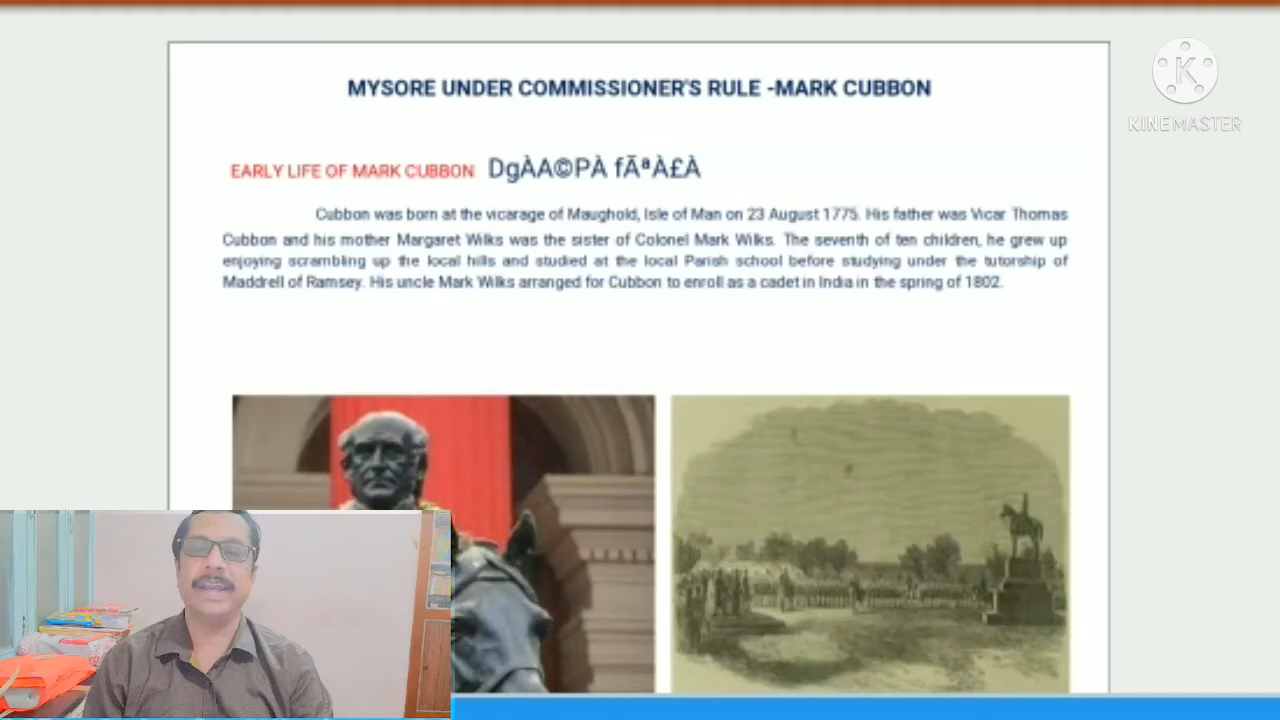 MYSORE UNDER COMMISSIONER'S RULE -MARK CUBBON
KINEMASTER
EARLY LIFE OF MARK CUBBON DgÀA©PÀ fêÀ£À
Cubbon was born at the vicarage of Maughold, Isle of Man on 23 August 1775. His father was Vicar Thomas
Cubbon and his mother Margaret Wilks was the sister of Colonel Mark Wilks. The seventh of ten children, he grew up
enjoying scrambling up the local hills and studied at the local Parish school before studying under the tutorship of
Maddrell of Ramsey. His uncle Mark Wilks arranged for Cubbon to enroll as a cadet in India in the spring of 1802.